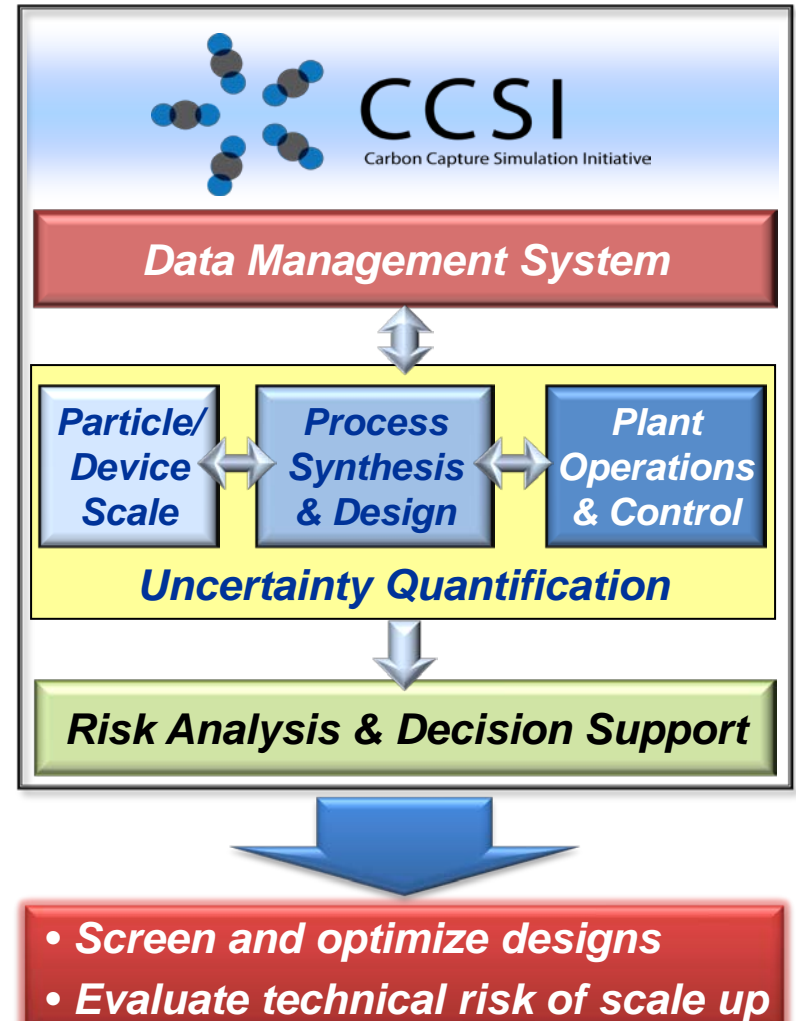 CCSI
Carbon Capture Simulation Initiative
Data Management System
Particle/
Device
Scale
Process
Synthesis
& Design
Plant
Operations
& Control
Uncertainty Quantification
Risk Analysis & Decision Support
• Screen and optimize designs
• Evaluate technical risk of scale up